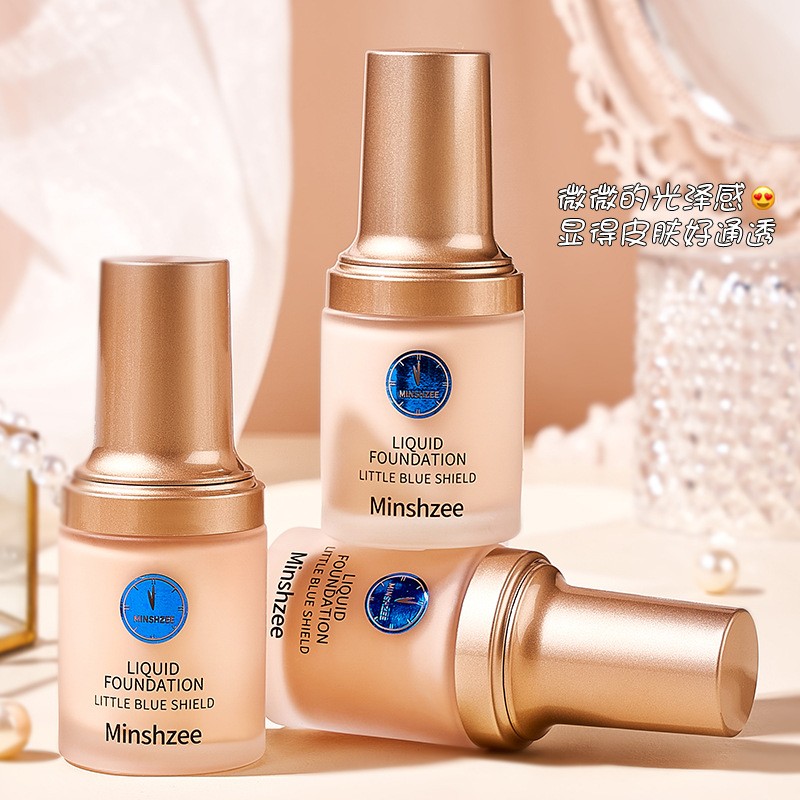 微微的光泽感😍
显得皮肤好通透
MINSHZEE
LIQUID
FOUNDATION
LITTLE BLUE SHIELD
Minshzee
MINSHZEE
LIQUID
FOUNDATION
LITTLE BLUE SHIELD
Minshzee
MINSHZEE
LIQUID
FOUNDATION
LITTLE BLUE SHIELD
Minshzee